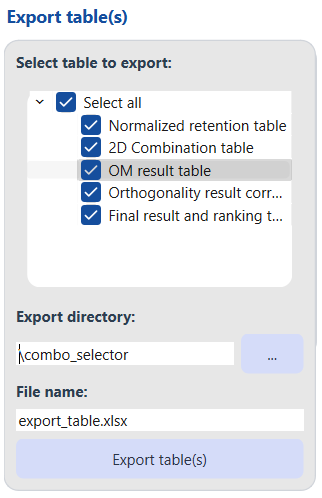 Export table(s)
Select table to export:
Select all
Normalized retention table
2D Combination table
OM result table
Orthogonality result corr...
Final result and ranking t...
Export directory:
\combo_selector
...
File name:
export_table.xlsx
Export table(s)